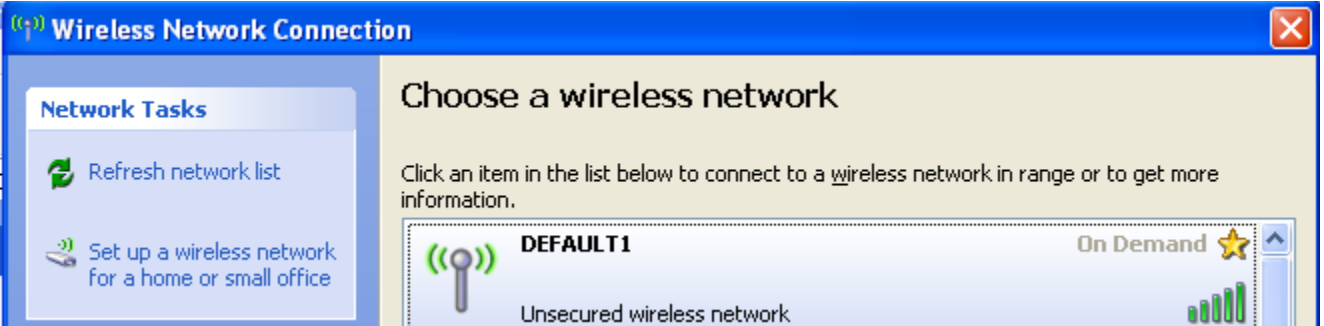 Wireless Network Connection
Network Tasks
Refresh network list
Set up a wireless network
for a home or small office
Choose a wireless network
Click an item in the list below to connect to a wireless network in range or to get more
information.
DEFAULT1 On Demand
Unsecured wireless network